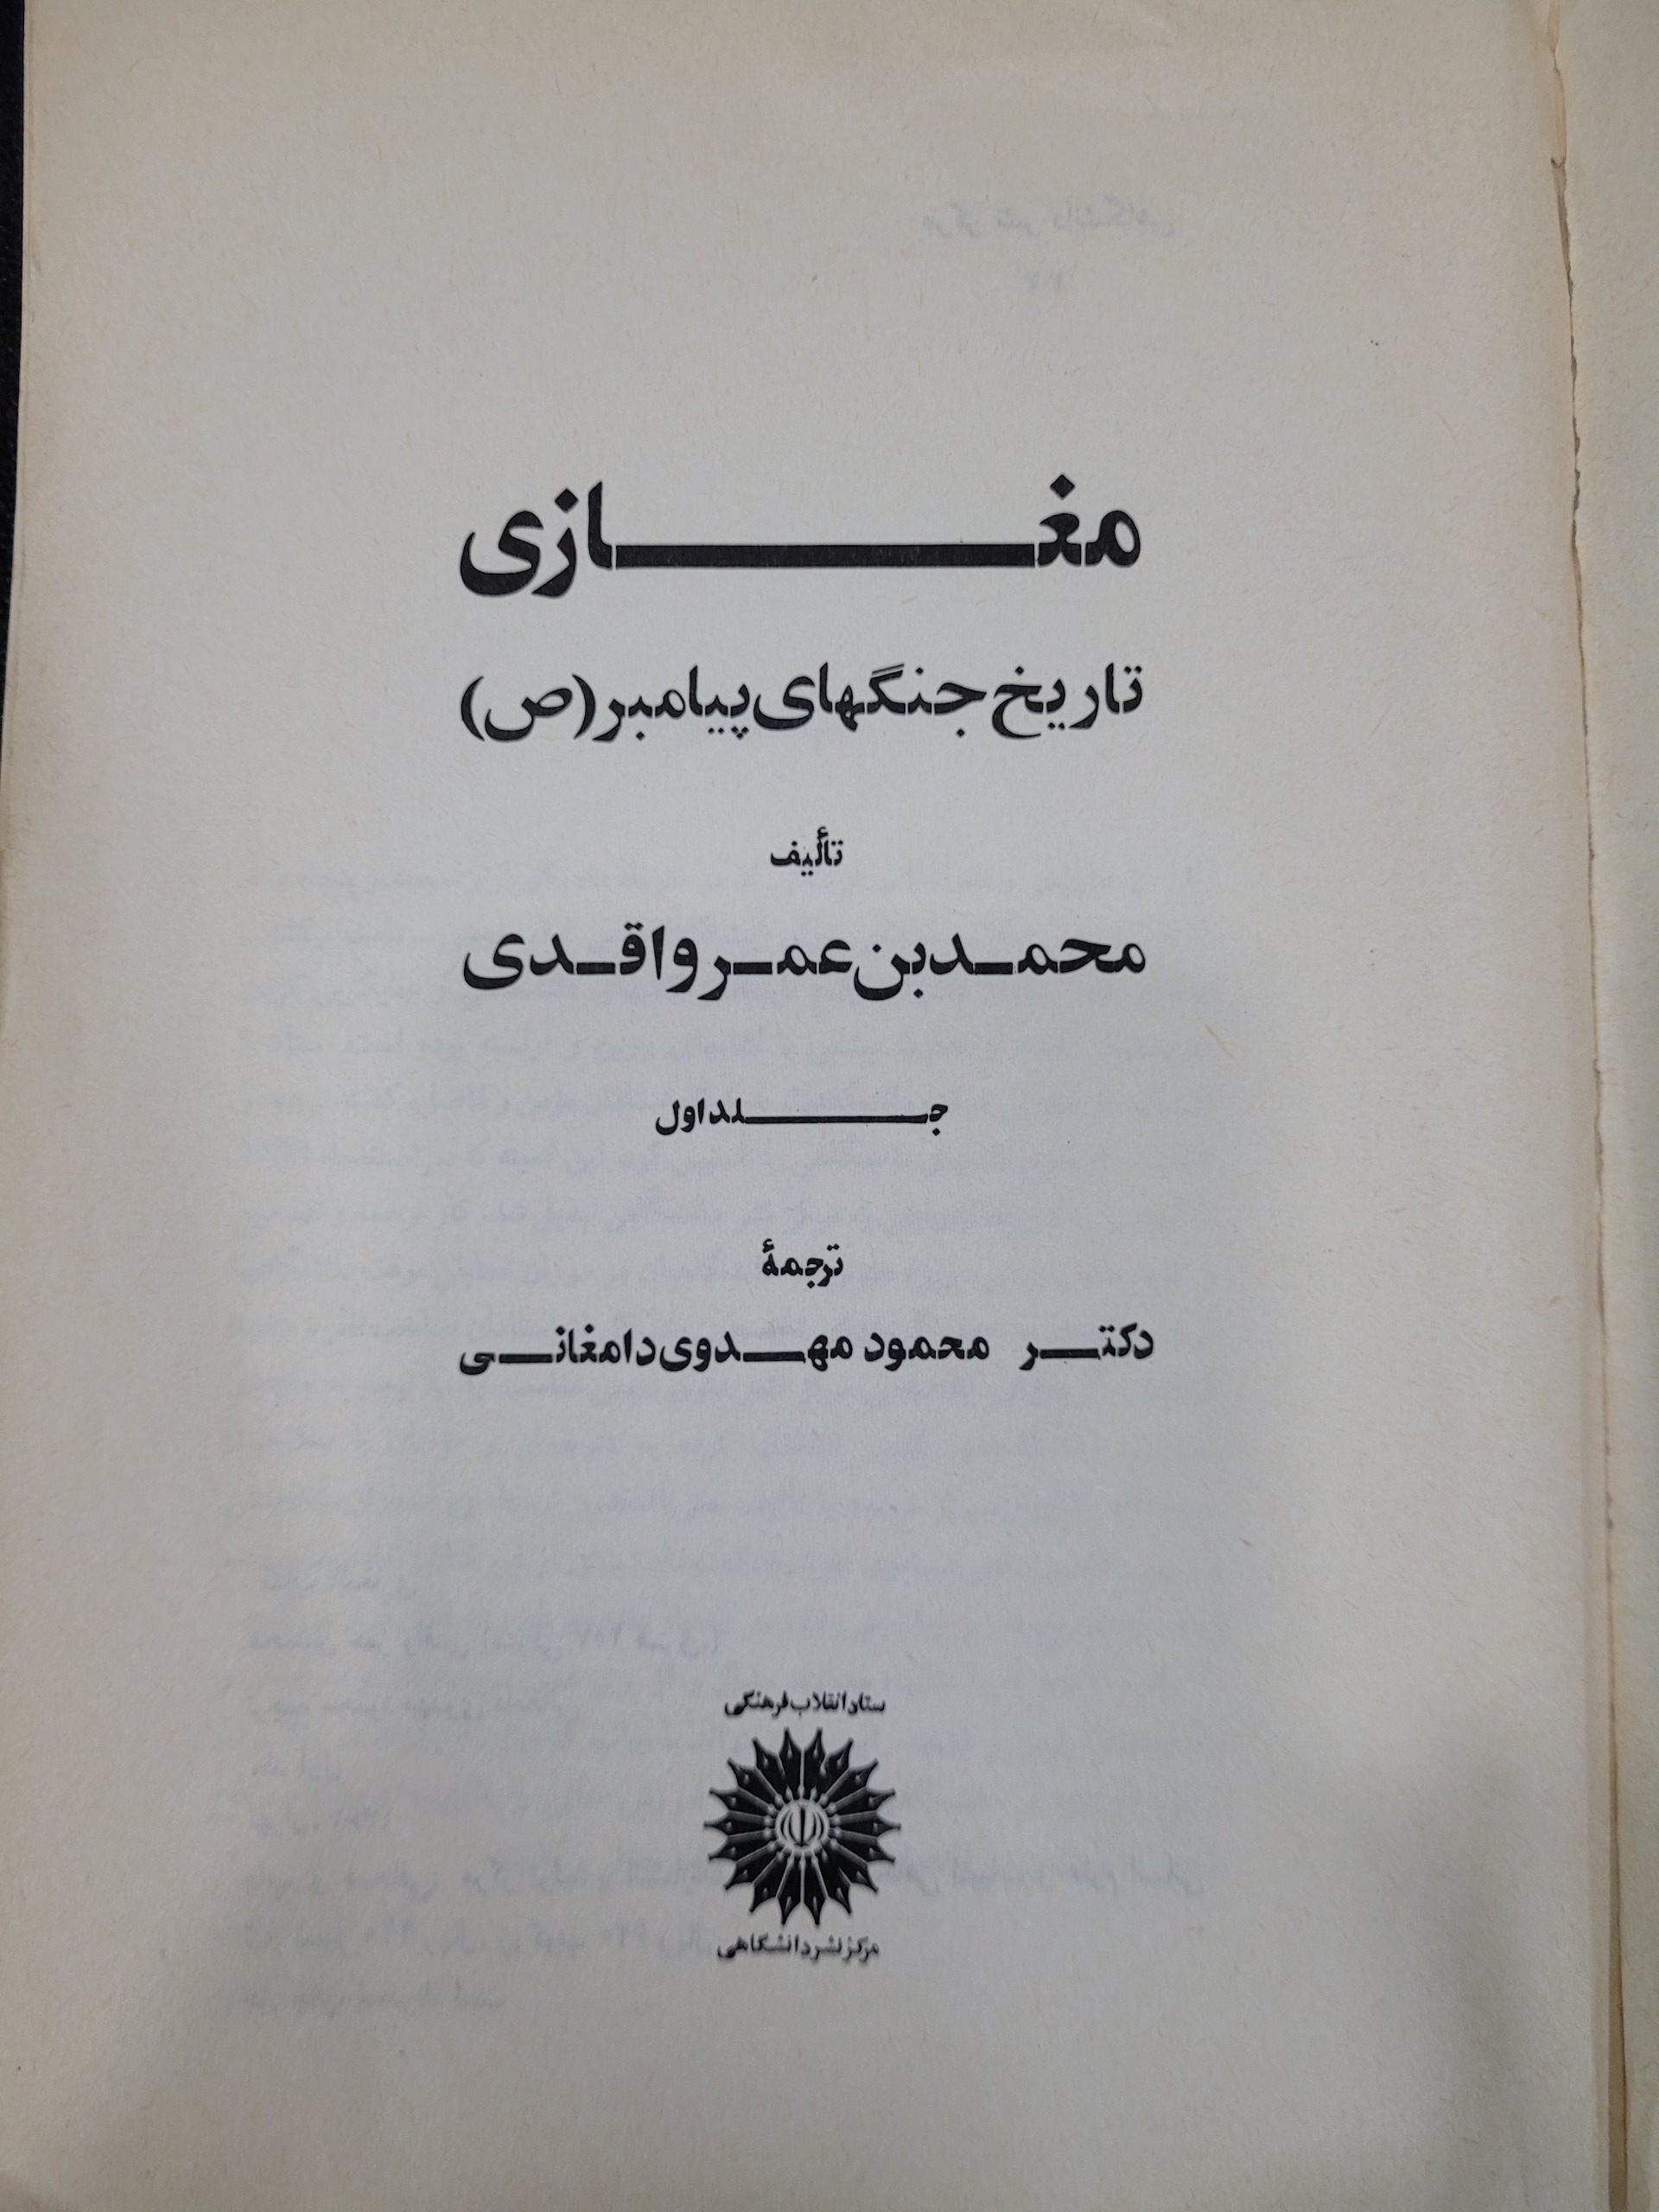 مغازی
تاریخ جنگهای پیامبر (ص)
تألیف
محمد بن عمر واقدی
جلد اول
ترجمهٔ
دکتر محمود مهدوی دامغانی
ستاد انقلاب فرهنگی
مرکز نشر دانشگاهی